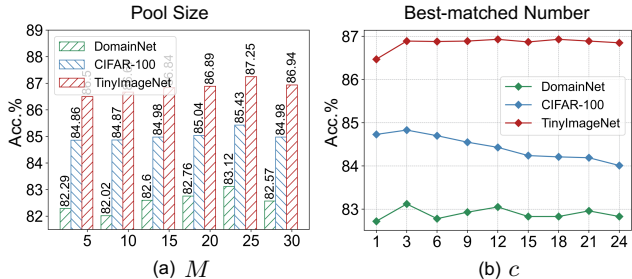 Pool Size
Acc.%
89
88
87
86
85
84
83
82
DomainNet
CIFAR-100
TinyImageNet
82.29
84.86
82.02
84.87
82.6
84.98
82.76
85.04
86.89
83.12
85.43
87.25
82.57
84.98
86.94
5 10 15 20 25 30
(a) M
Best-matched Number
Acc.%
87
86
85
84
83
DomainNet
CIFAR-100
TinyImageNet
1 3 6 9 12 15 18 21 24
(b) c